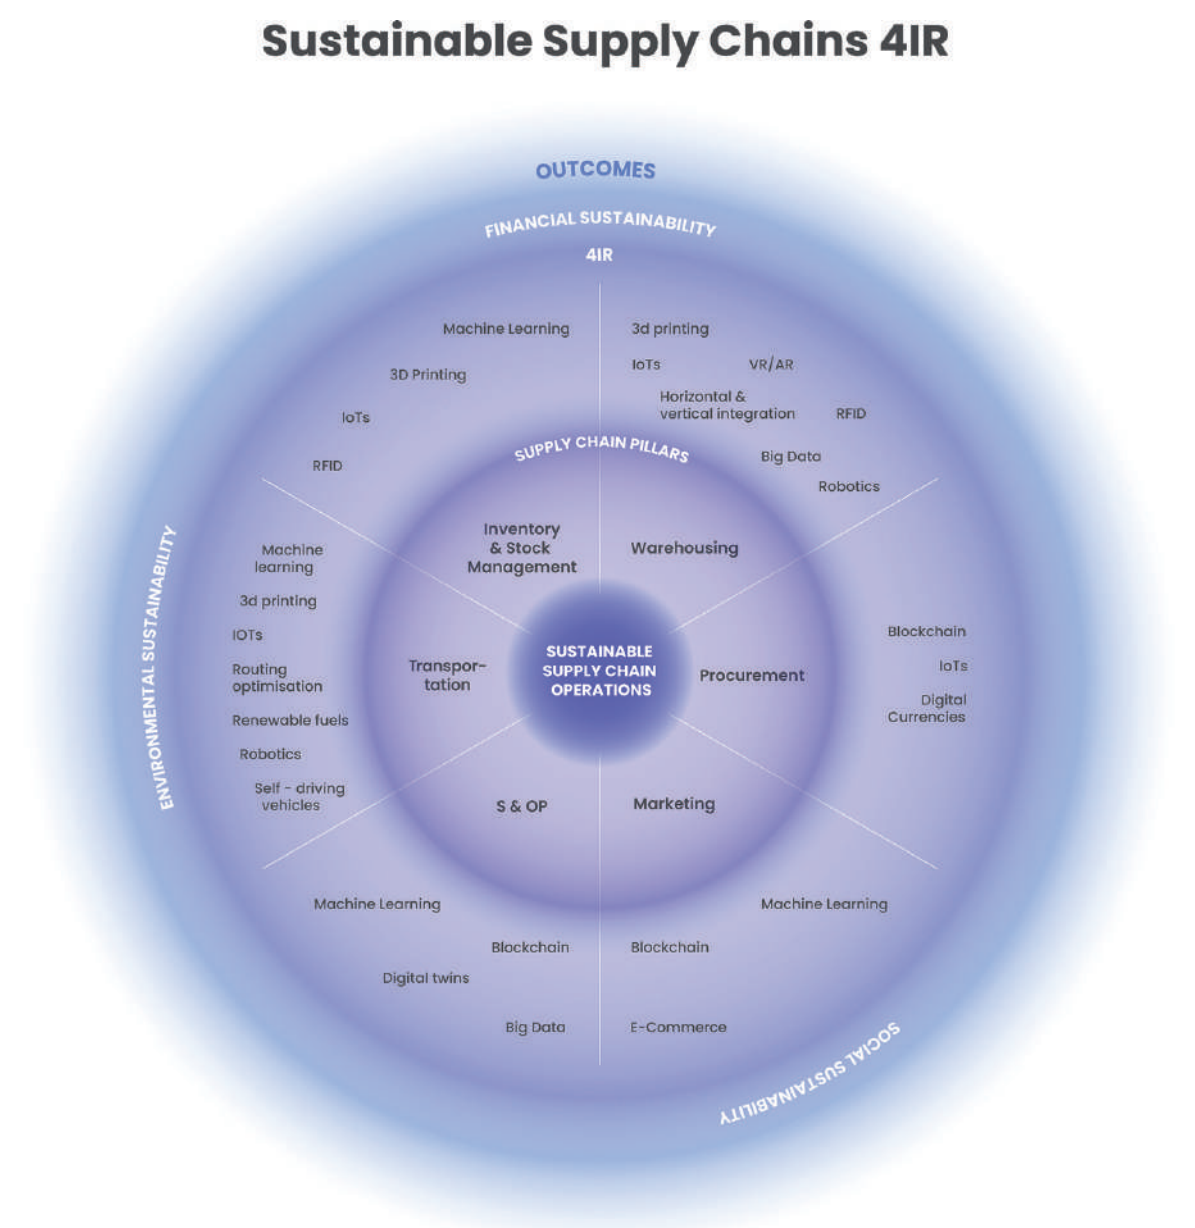 Sustainable Supply Chains 4IR
OUTCOMES
FINANCIAL SUSTAINABILITY
4IR
Machine Learning
3D Printing
IoTs
RFID
3d printing
IoTs
VR/AR
Horizontal &
vertical integration
RFID
Big Data
Robotics
SUPPLY CHAIN PILLARS
Inventory
& Stock
Management
Warehousing
ENVIRONMENTAL SUSTAINABILITY
Machine
learning
3d printing
IOTs
Routing
optimisation
Renewable fuels
Robotics
Self - driving
vehicles
Transpor-
tation
SUSTAINABLE
SUPPLY CHAIN
OPERATIONS
Procurement
Blockchain
IoTs
Digital
Currencies
S & OP
Marketing
Machine Learning
Blockchain
Digital twins
Big Data
Machine Learning
Blockchain
E-Commerce
SOCIAL SUSTAINABILITY